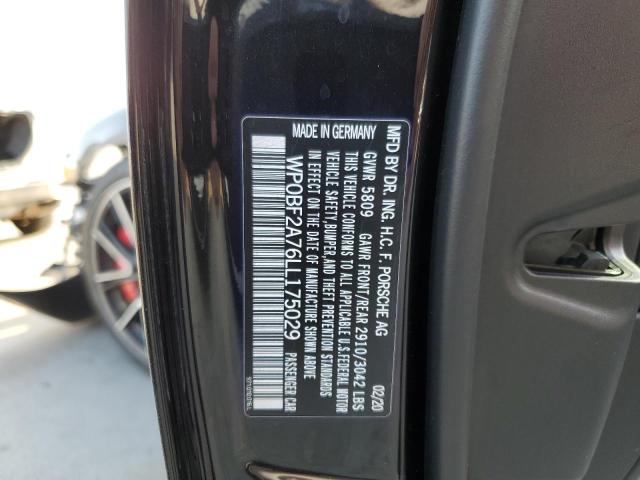 MFD BY DR. ING. H.C. F. PORSCHE AG
GVWR 5809 GAWR FRONT/REAR 2910/3042 LBS
THIS VEHICLE CONFORMS TO ALL APPLICABLE U.S.FEDERAL MOTOR
VEHICLE SAFETY,BUMPER,AND THEFT PREVENTION STANDARDS
IN EFFECT ON THE DATE OF MANUFACTURE SHOWN ABOVE
02/20
WP0BF2A76LL175029
PASSENGER CAR
MADE IN GERMANY